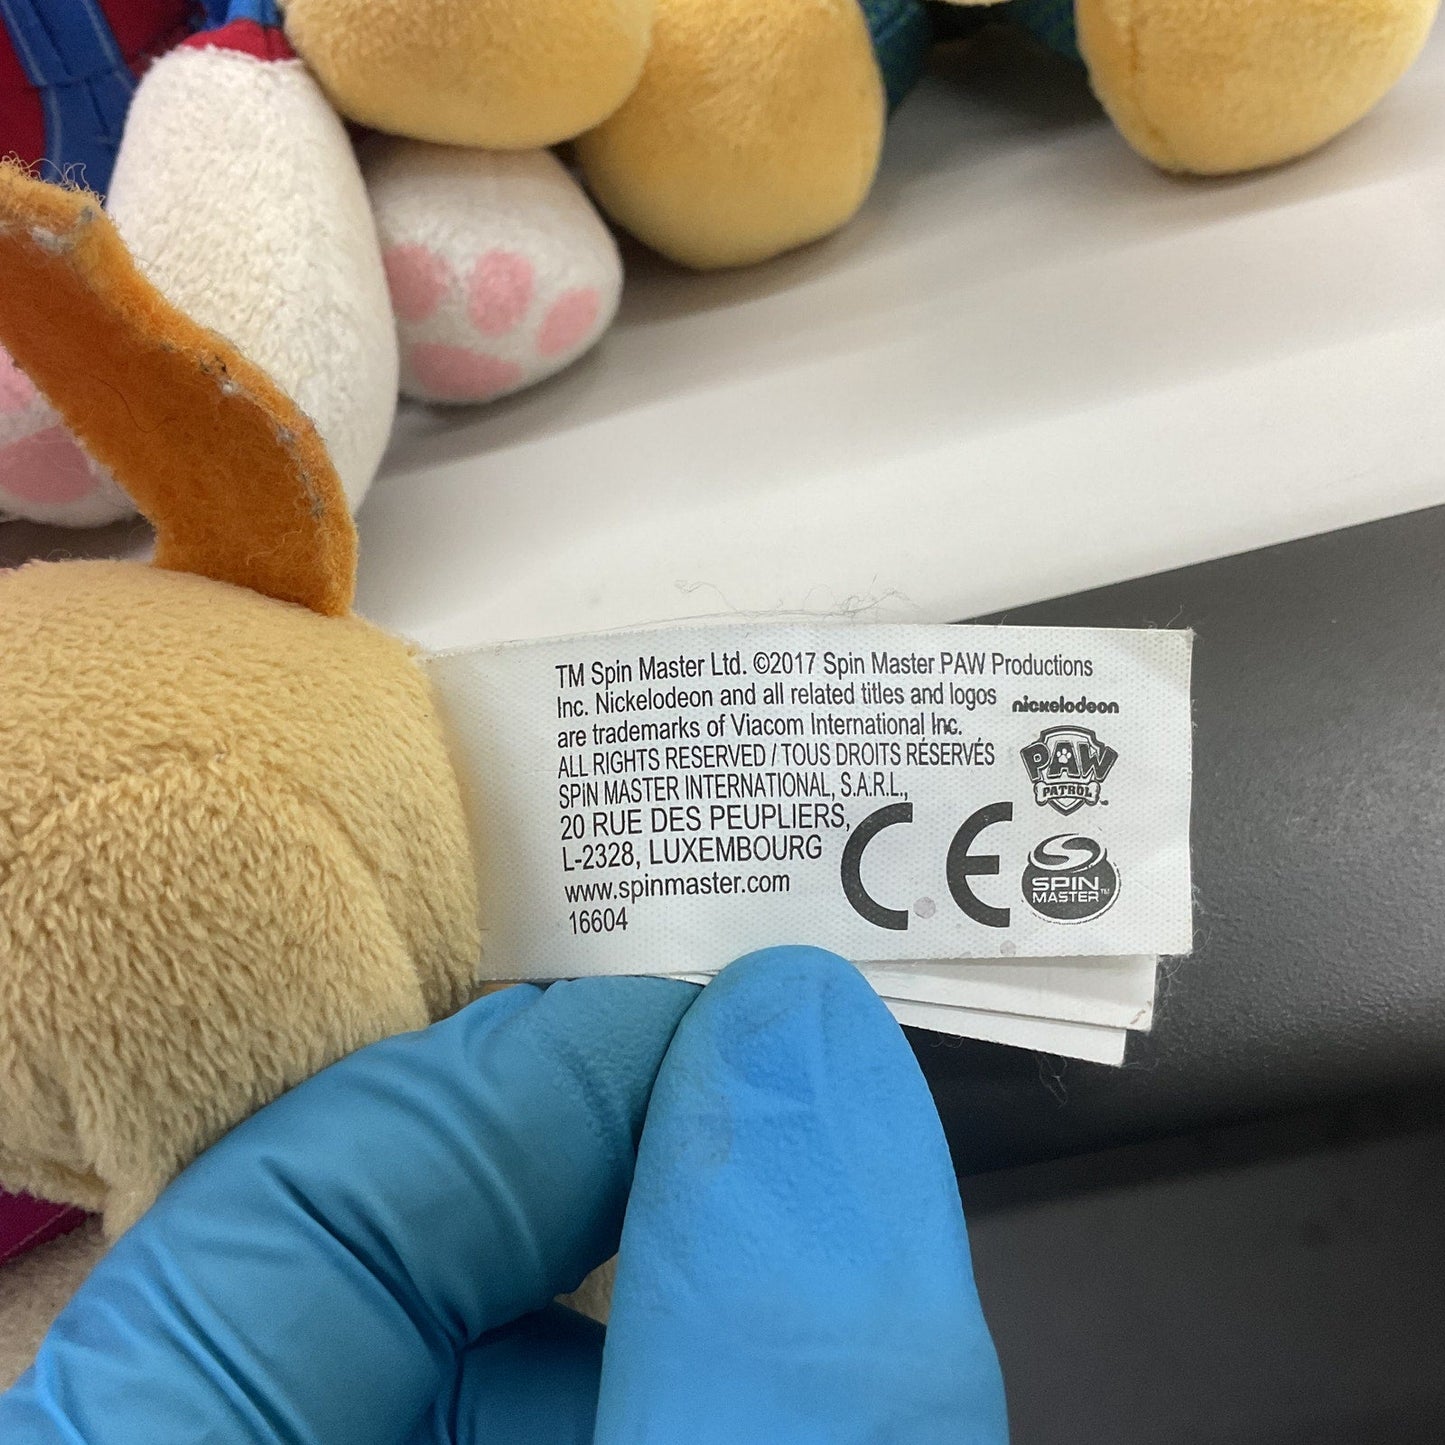 TM Spin Master Ltd. ©2017 Spin Master PAW Productions
Inc. Nickelodeon and all related titles and logos
are trademarks of Viacom International Inc.
ALL RIGHTS RESERVED / TOUS DROITS RÉSERVÉS
SPIN MASTER INTERNATIONAL, S.A.R.L.,
20 RUE DES PEUPLIERS,
L-2328, LUXEMBOURG
www.spinmaster.com
16604
CE
nickelodeon
PAW
PATROL
SPIN
MASTER™